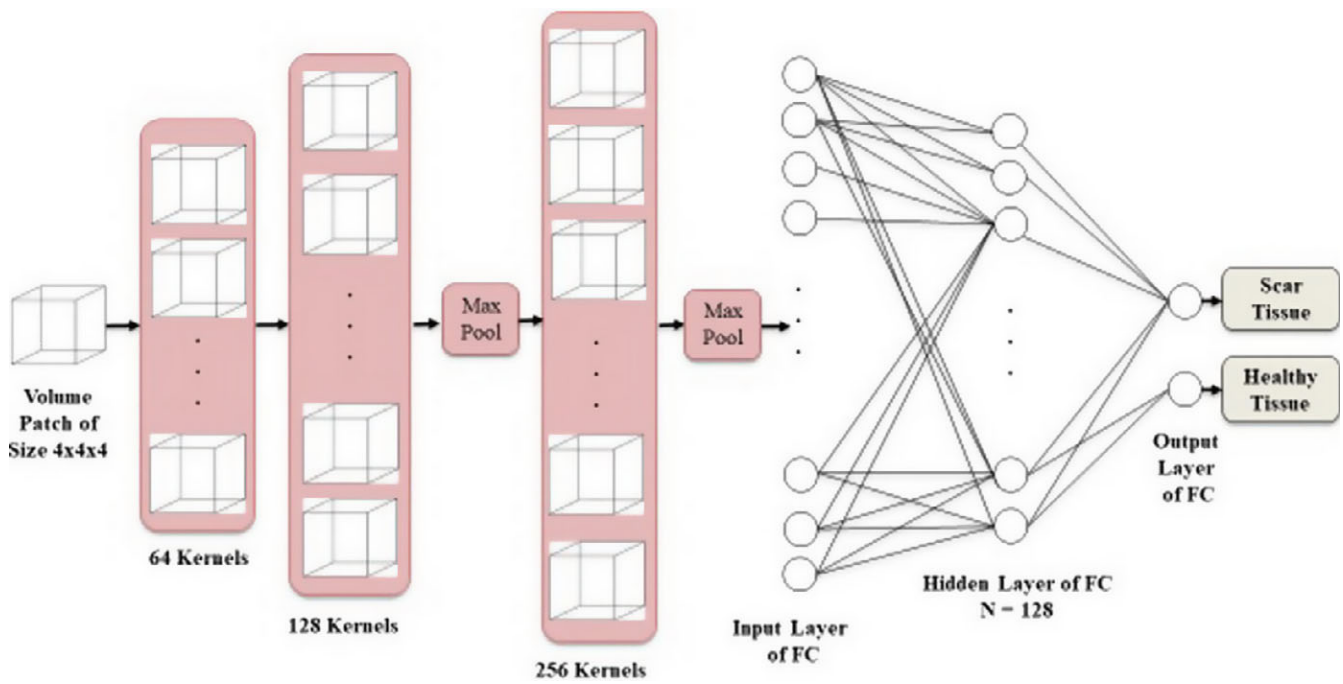 Volume
Patch of
Size 4x4x4
64 Kernels
128 Kernels
Max
Pool
256 Kernels
Max
Pool
Input Layer
of FC
Hidden Layer of FC
N = 128
Output
Layer
of FC
Scar
Tissue
Healthy
Tissue